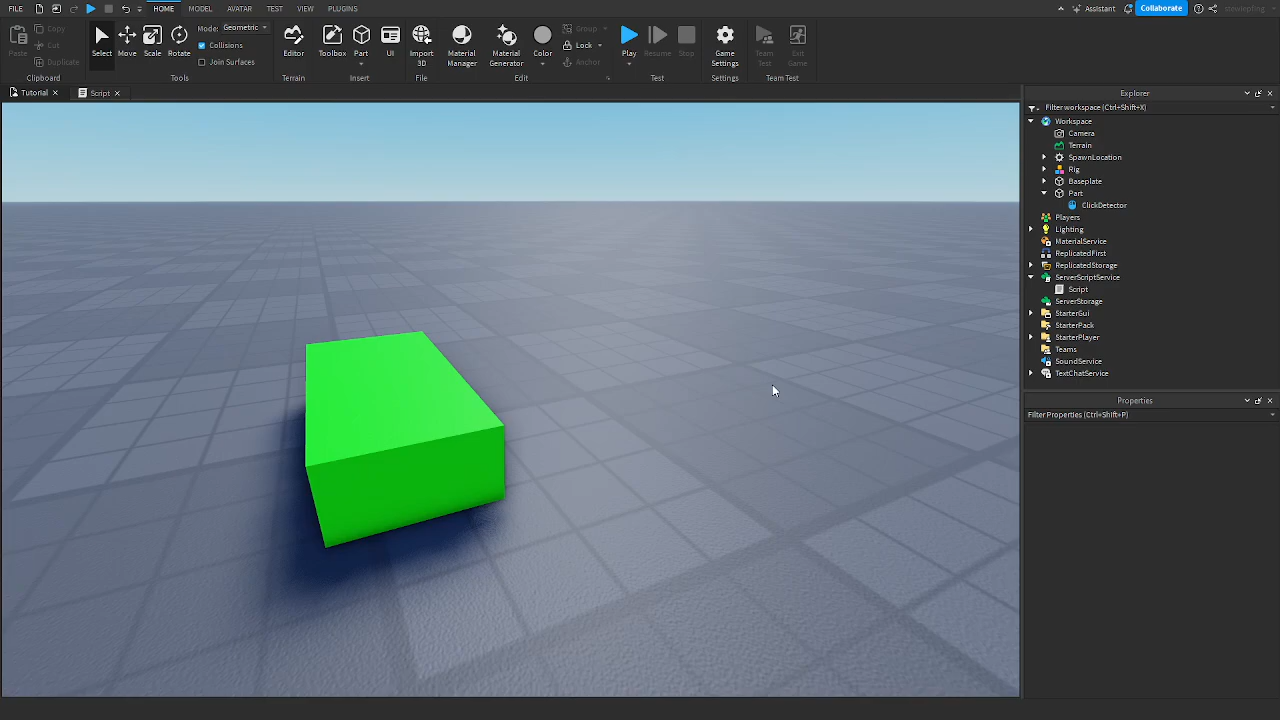 FILE HOME MODEL AVATAR TEST VIEW PLUGINS Assistant Collaborate crewiepfing
Paste Copy Cut Duplicate Clipboard
Select Move Scale Rotate Mode: Geometric Collisions Join Surfaces Tools
Editor Terrain
Toolbox Part UI Insert
Import 3D File
Material Manager Material Generator Color Group Lock Anchor Edit
Play Resume Stop Test
Game Settings Settings
Team Test Exit Game Team Test
Tutorial Script
Explorer
Filter workspace (Ctrl+Shift+X)
Workspace
Camera
Terrain
SpawnLocation
Rig
Baseplate
Part
ClickDetector
Players
Lighting
MaterialService
ReplicatedFirst
ReplicatedStorage
ServerScriptService
Script
ServerStorage
StarterGui
StarterPack
StarterPlayer
Teams
SoundService
TextChatService
Properties
Filter Properties (Ctrl+Shift+P)